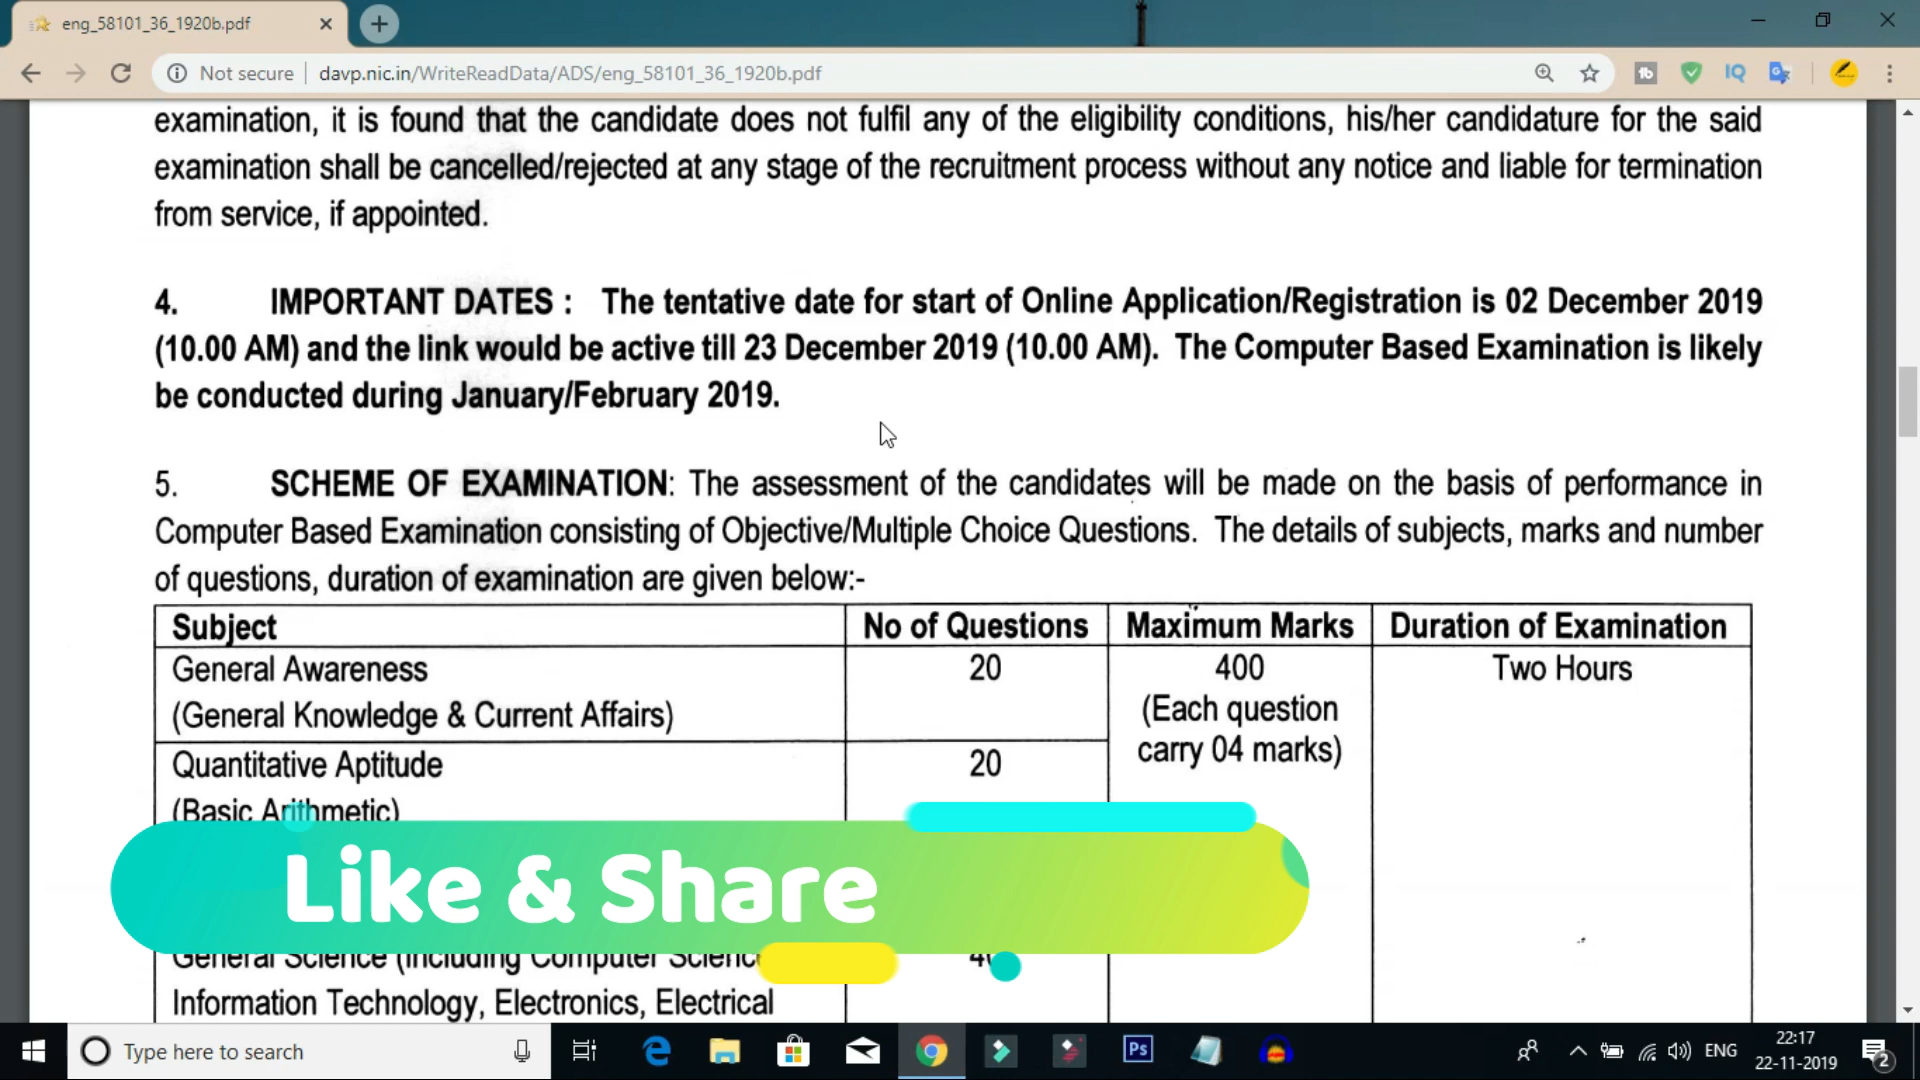 eng_58101_36_1920b.pdf
Not secure
davp.nic.in/WriteReadData/ADS/eng_58101_36_1920b.pdf
examination, it is found that the candidate does not fulfil any of the eligibility conditions, his/her candidature for the said
examination shall be cancelled/rejected at any stage of the recruitment process without any notice and liable for termination
from service, if appointed.
4. IMPORTANT DATES : The tentative date for start of Online Application/Registration is 02 December 2019
(10.00 AM) and the link would be active till 23 December 2019 (10.00 AM). The Computer Based Examination is likely
be conducted during January/February 2019.
5. SCHEME OF EXAMINATION: The assessment of the candidates will be made on the basis of performance in
Computer Based Examination consisting of Objective/Multiple Choice Questions. The details of subjects, marks and number
of questions, duration of examination are given below:-
Subject No of Questions Maximum Marks Duration of Examination
General Awareness 20 400 Two Hours
(General Knowledge & Current Affairs) (Each question
carry 04 marks)
Quantitative Aptitude 20
(Basic Arithmetic)
Like & Share
General Science (including Computer Science
Information Technology, Electronics, Electrical
Type here to search
Ps
ENG
22:17
22-11-2019
2